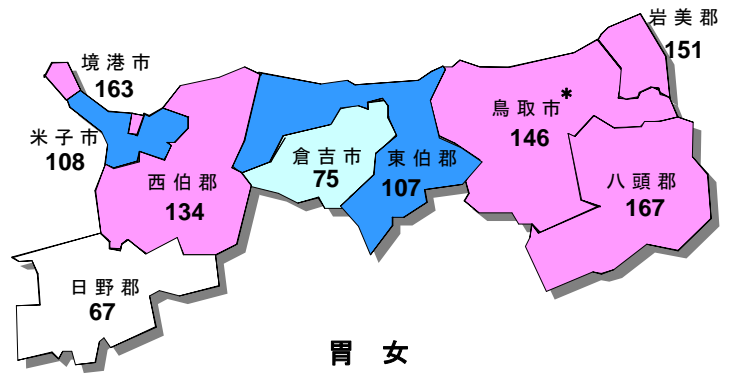 岩美郡
151
境港市
163
鳥取市*
146
米子市
108
倉吉市
75
東伯郡
107
西伯郡
134
八頭郡
167
日野郡
67
胃 女